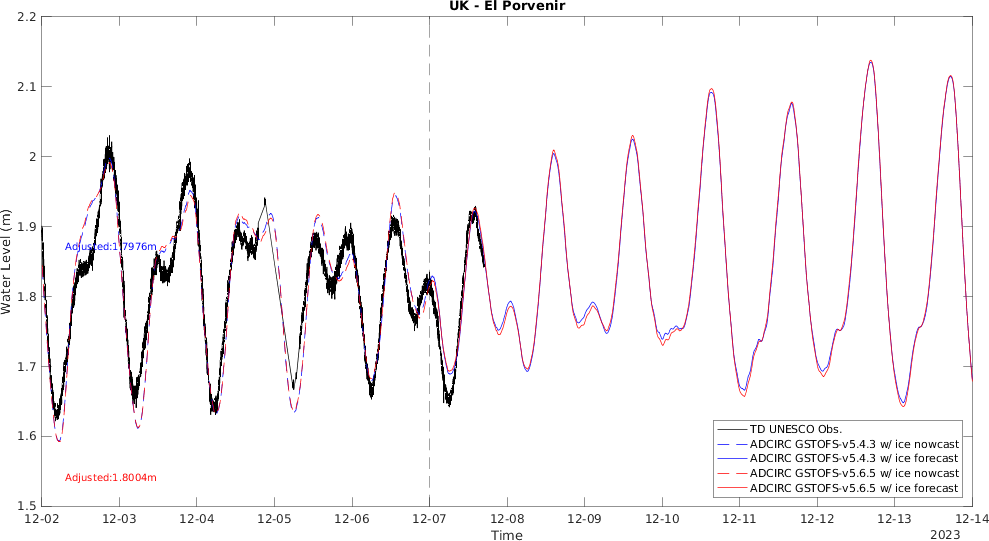 UK - El Porvenir
2.2
2.1
2
1.9
1.8
1.7
1.6
1.5
Water Level (m)
Adjusted:1.7976m
Adjusted:1.8004m
TD UNESCO Obs.
ADCIRC GSTOFS-v5.4.3 w/ ice nowcast
ADCIRC GSTOFS-v5.4.3 w/ ice forecast
ADCIRC GSTOFS-v5.6.5 w/ ice nowcast
ADCIRC GSTOFS-v5.6.5 w/ ice forecast
12-02 12-03 12-04 12-05 12-06 12-07 12-08 12-09 12-10 12-11 12-12 12-13 12-14
Time
2023